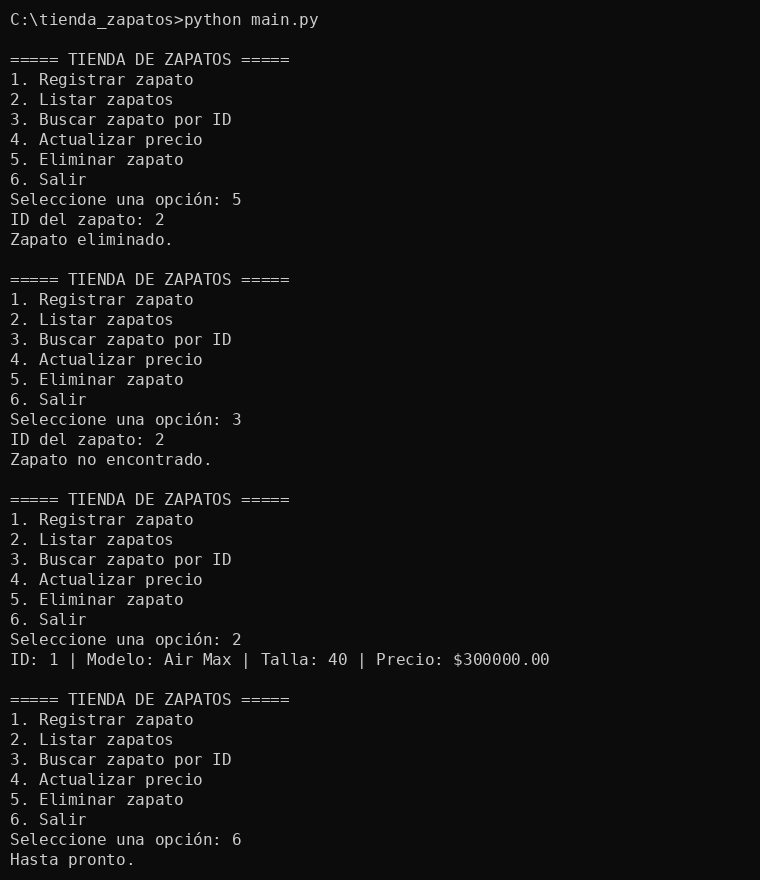 C:\tienda_zapatos>python main.py
===== TIENDA DE ZAPATOS =====
1. Registrar zapato
2. Listar zapatos
3. Buscar zapato por ID
4. Actualizar precio
5. Eliminar zapato
6. Salir
Seleccione una opción: 5
ID del zapato: 2
Zapato eliminado.
===== TIENDA DE ZAPATOS =====
1. Registrar zapato
2. Listar zapatos
3. Buscar zapato por ID
4. Actualizar precio
5. Eliminar zapato
6. Salir
Seleccione una opción: 3
ID del zapato: 2
Zapato no encontrado.
===== TIENDA DE ZAPATOS =====
1. Registrar zapato
2. Listar zapatos
3. Buscar zapato por ID
4. Actualizar precio
5. Eliminar zapato
6. Salir
Seleccione una opción: 2
ID: 1 | Modelo: Air Max | Talla: 40 | Precio: $300000.00
===== TIENDA DE ZAPATOS =====
1. Registrar zapato
2. Listar zapatos
3. Buscar zapato por ID
4. Actualizar precio
5. Eliminar zapato
6. Salir
Seleccione una opción: 6
Hasta pronto.